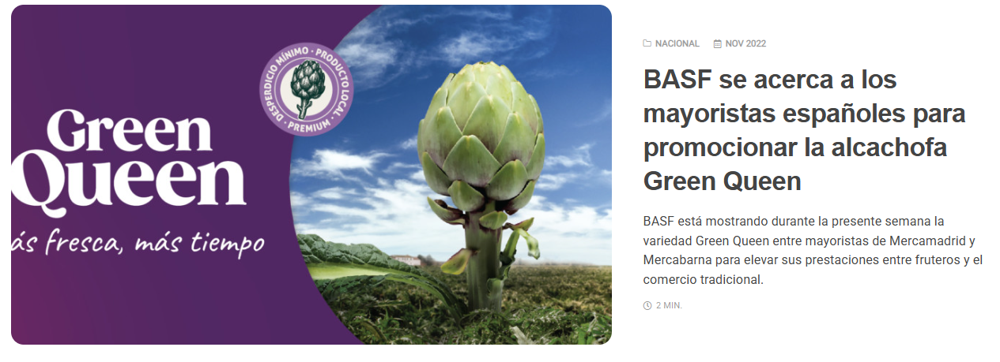 DESPERDICIO MÍNIMO · PRODUCTO LOCAL · PREMIUM ·
Green
Queen
ás fresca, más tiempo
NACIONAL NOV 2022
BASF se acerca a los
mayoristas españoles para
promocionar la alcachofa
Green Queen
BASF está mostrando durante la presente semana la
variedad Green Queen entre mayoristas de Mercamadrid y
Mercabarna para elevar sus prestaciones entre fruteros y el
comercio tradicional.
2 MIN.